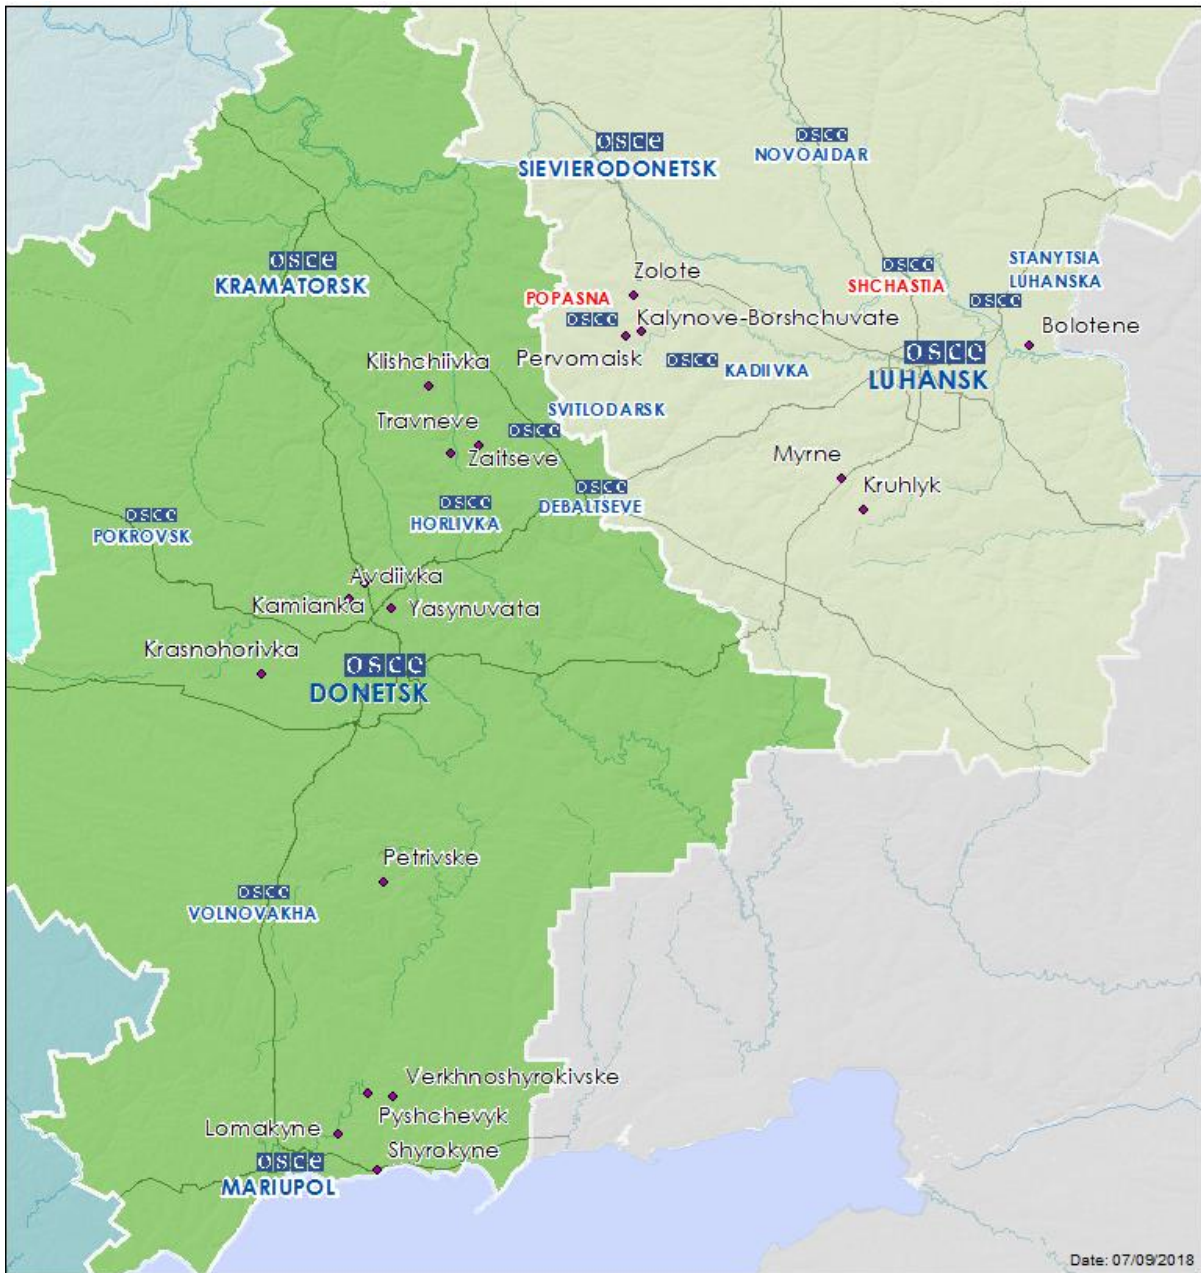 osce
SIEVIERODONETSK
osce
NOVOAIDAR
osce
KRAMATORSK
Zolote
POPASNA
osce
Kalynove-Borshchuvate
Pervomaisk
osce
SHCHASTIA
STANYTSIA
LUHANSKA
osce
Bolotene
osce
KADIIVKA
osce
LUHANSK
Klishchiivka
SVITLODARSK
osce
Travneve
Zaitseve
osce
HORLIVKA
osce
DEBALTSEVE
Myrne
Kruhlyk
osce
POKROVSK
Avdiivka
Kamianka
Yasynuvata
Krasnohorivka
osce
DONETSK
Petrivske
osce
VOLNOVAKHA
Verkhnoshyrokivske
Pyshchevyk
Lomakyne
Shyrokyne
osce
MARIUPOL
Date: 07/09/2018